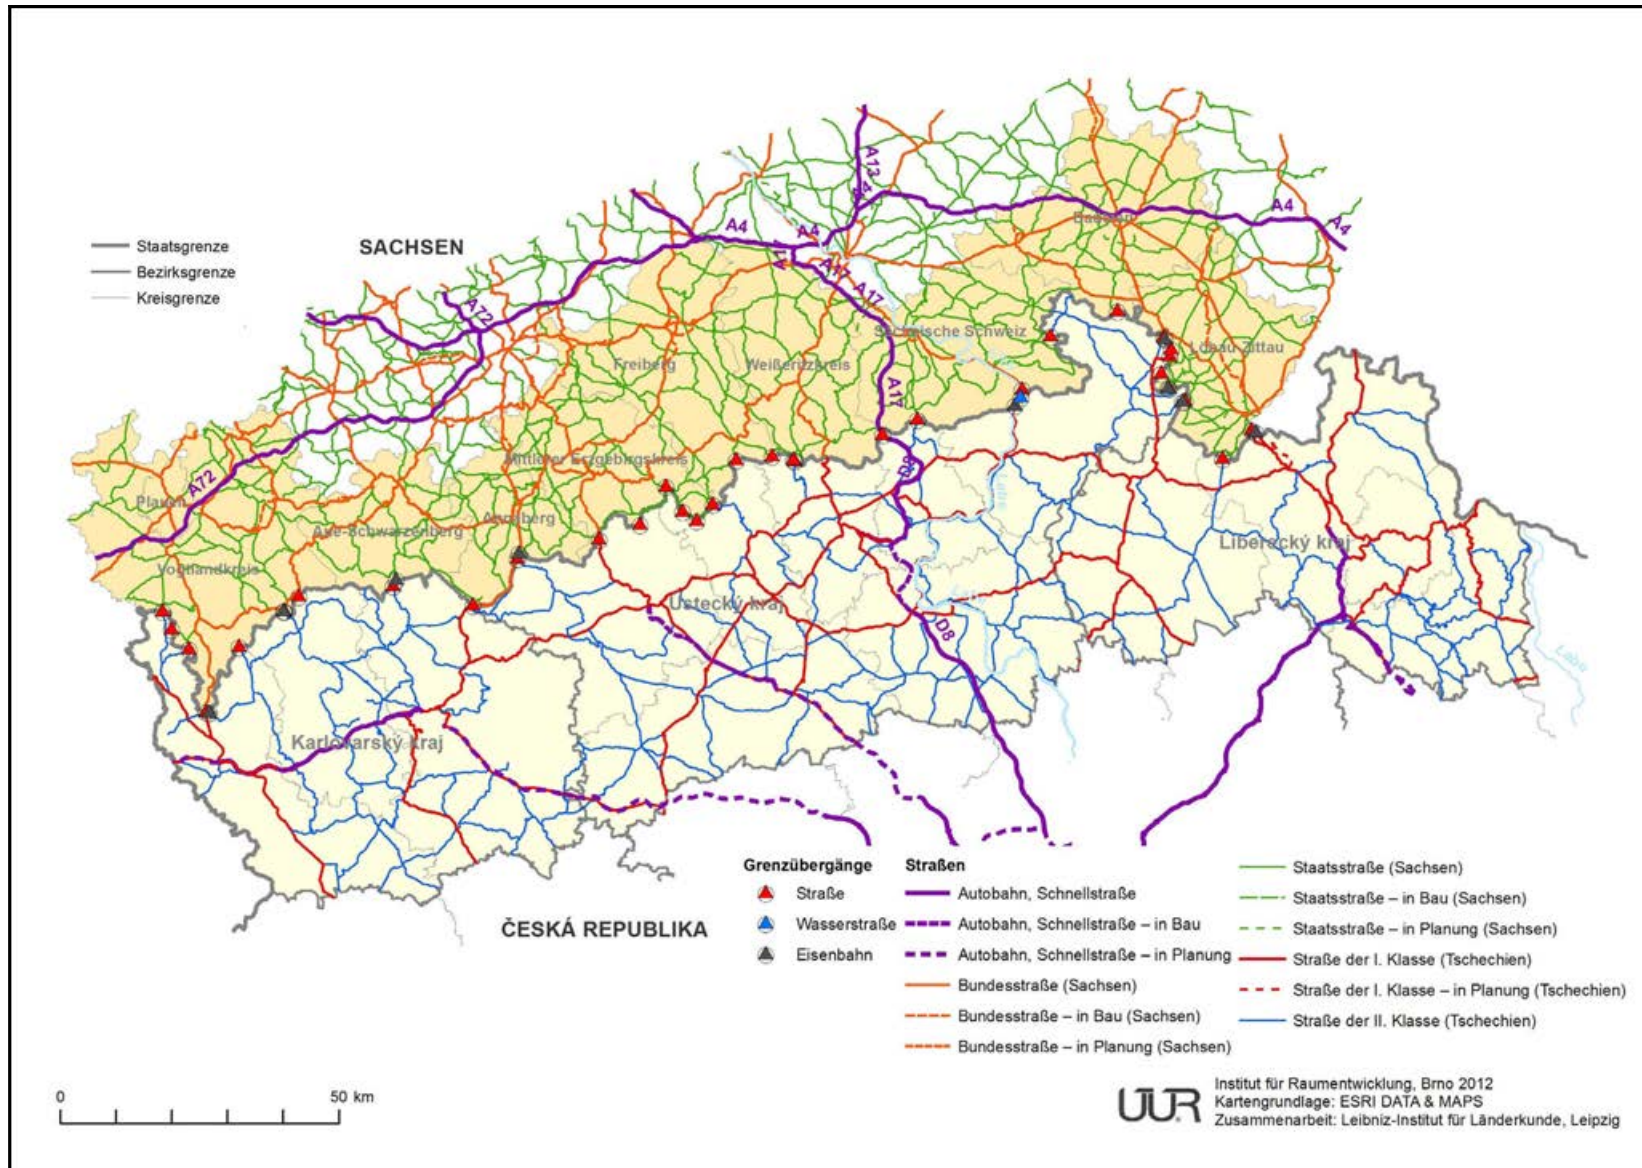 Staatsgrenze
Bezirksgrenze
Kreisgrenze
SACHSEN
A13
A4
A4
A4
A4
A4
A17
A17
A17
A17
A72
A72
Bautzen
Sächsische Schweiz
Löbau-Zittau
Freiberg
Weißeritzkreis
Mittlerer Erzgebirgskreis
Plauen
Annaberg
Aue-Schwarzenberg
Vogtlandkreis
D8
Labe
Liberecký kraj
Ústecký kraj
D8
Labe
Karlovarský kraj
ČESKÁ REPUBLIKA
Grenzübergänge
Straße
Wasserstraße
Eisenbahn
Straßen
Autobahn, Schnellstraße
Autobahn, Schnellstraße – in Bau
Autobahn, Schnellstraße – in Planung
Bundesstraße (Sachsen)
Bundesstraße – in Bau (Sachsen)
Bundesstraße – in Planung (Sachsen)
Staatsstraße (Sachsen)
Staatsstraße – in Bau (Sachsen)
Staatsstraße – in Planung (Sachsen)
Straße der I. Klasse (Tschechien)
Straße der I. Klasse – in Planung (Tschechien)
Straße der II. Klasse (Tschechien)
0 50 km
UUR
Institut für Raumentwicklung, Brno 2012
Kartengrundlage: ESRI DATA & MAPS
Zusammenarbeit: Leibniz-Institut für Länderkunde, Leipzig